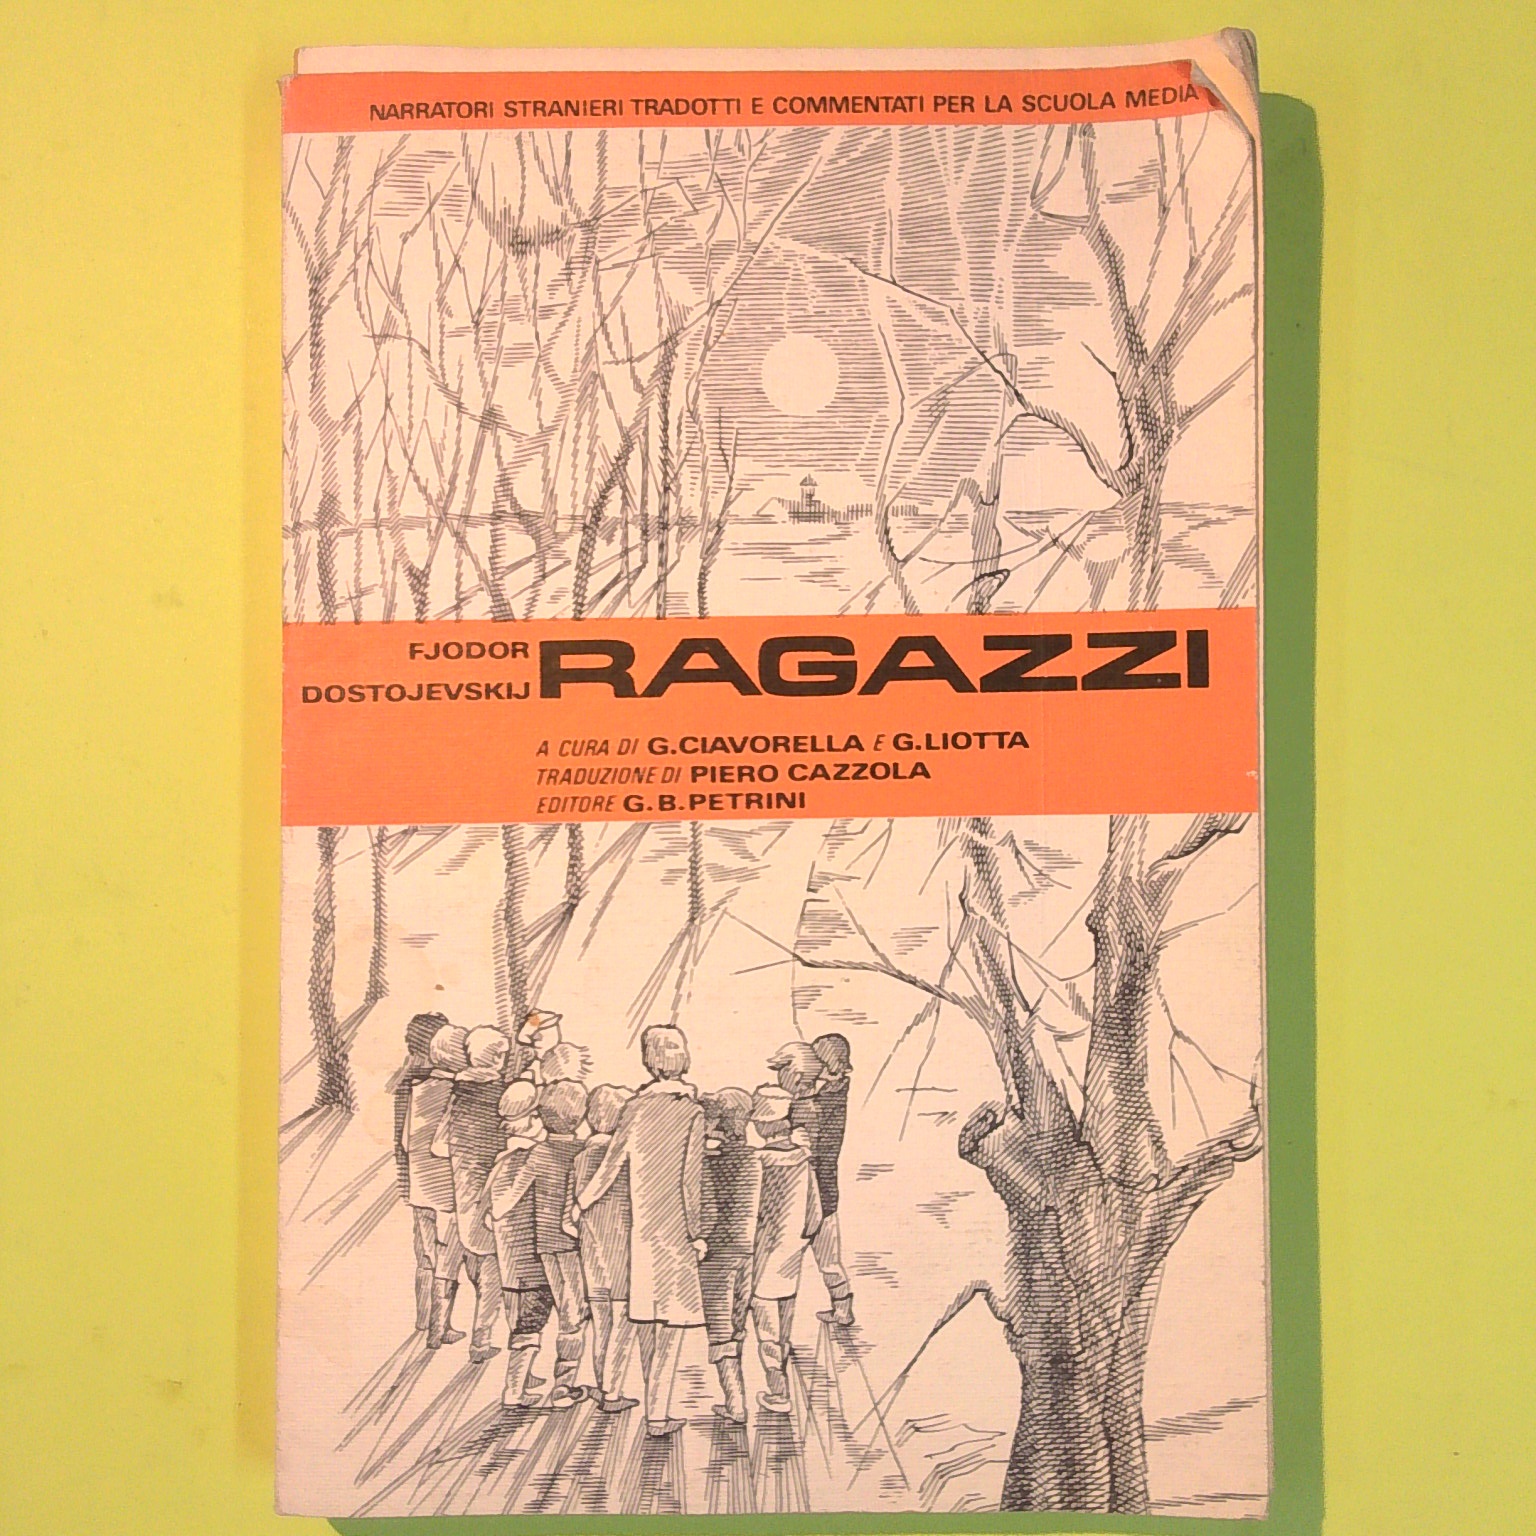 NARRATORI STRANIERI TRADOTTI E COMMENTATI PER LA SCUOLA MEDIA
FJODOR
DOSTOJEVSKIJ
RAGAZZI
A CURA DI G.CIAVORELLA E G.LIOTTA
TRADUZIONE DI PIERO CAZZOLA
EDITORE G.B.PETRINI